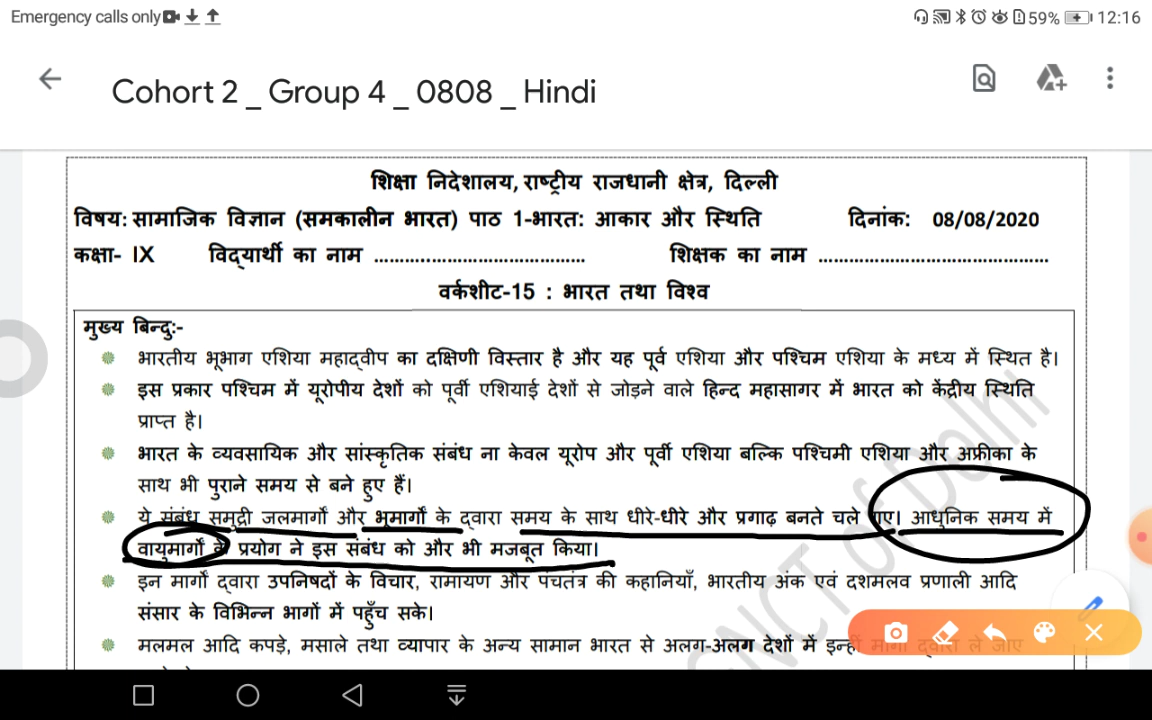 Emergency calls only 59% 12:16
Cohort 2 _ Group 4 _ 0808 _ Hindi
शिक्षा निदेशालय, राष्ट्रीय राजधानी क्षेत्र, दिल्ली
विषय: सामाजिक विज्ञान (समकालीन भारत) पाठ 1-भारत: आकार और स्थिति दिनांक: 08/08/2020
कक्षा- IX विद्यार्थी का नाम ............................................ शिक्षक का नाम ............................................
वर्कशीट-15 : भारत तथा विश्व
मुख्य बिन्दु:-
भारतीय भूभाग एशिया महाद्वीप का दक्षिणी विस्तार है और यह पूर्व एशिया और पश्चिम एशिया के मध्य में स्थित है।
इस प्रकार पश्चिम में यूरोपीय देशों को पूर्वी एशियाई देशों से जोड़ने वाले हिन्द महासागर में भारत को केंद्रीय स्थिति
प्राप्त है।
भारत के व्यवसायिक और सांस्कृतिक संबंध ना केवल यूरोप और पूर्वी एशिया बल्कि पश्चिमी एशिया और अफ्रीका के
साथ भी पुराने समय से बने हुए हैं।
ये संबंध समुद्री जलमार्गो और भूमार्गों के द्वारा समय के साथ धीरे-धीरे और प्रगाढ़ बनते चले गए। आधुनिक समय में
वायुमार्गों के प्रयोग ने इस संबंध को और भी मजबूत किया।
इन मार्गों द्वारा उपनिषदों के विचार, रामायण और पंचतंत्र की कहानियाँ, भारतीय अंक एवं दशमलव प्रणाली आदि
संसार के विभिन्न भागों में पहुँच सके।
मलमल आदि कपड़े, मसाले तथा व्यापार के अन्य सामान भारत से अलग-अलग देशों में इन्ही मार्गो द्वारा ले जाए
GNCT of Delhi